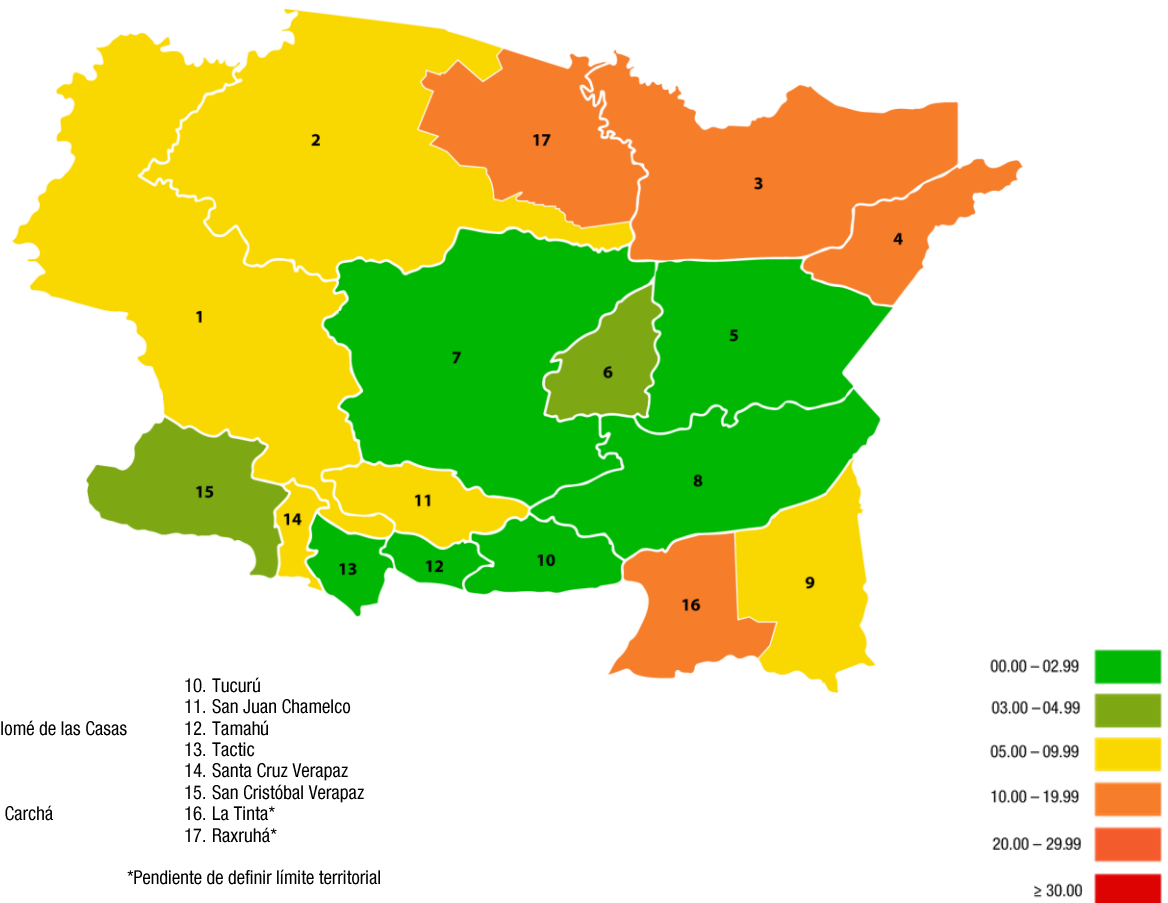 2
17
3
4
1
5
7
6
8
15
11
14
10
12
13
9
16
10. Tucurú
11. San Juan Chamelco
lomé de las Casas
12. Tamahú
13. Tactic
14. Santa Cruz Verapaz
15. San Cristóbal Verapaz
Carchá
16. La Tinta*
17. Raxruhá*
*Pendiente de definir límite territorial
00.00 – 02.99
03.00 – 04.99
05.00 – 09.99
10.00 – 19.99
20.00 – 29.99
≥ 30.00